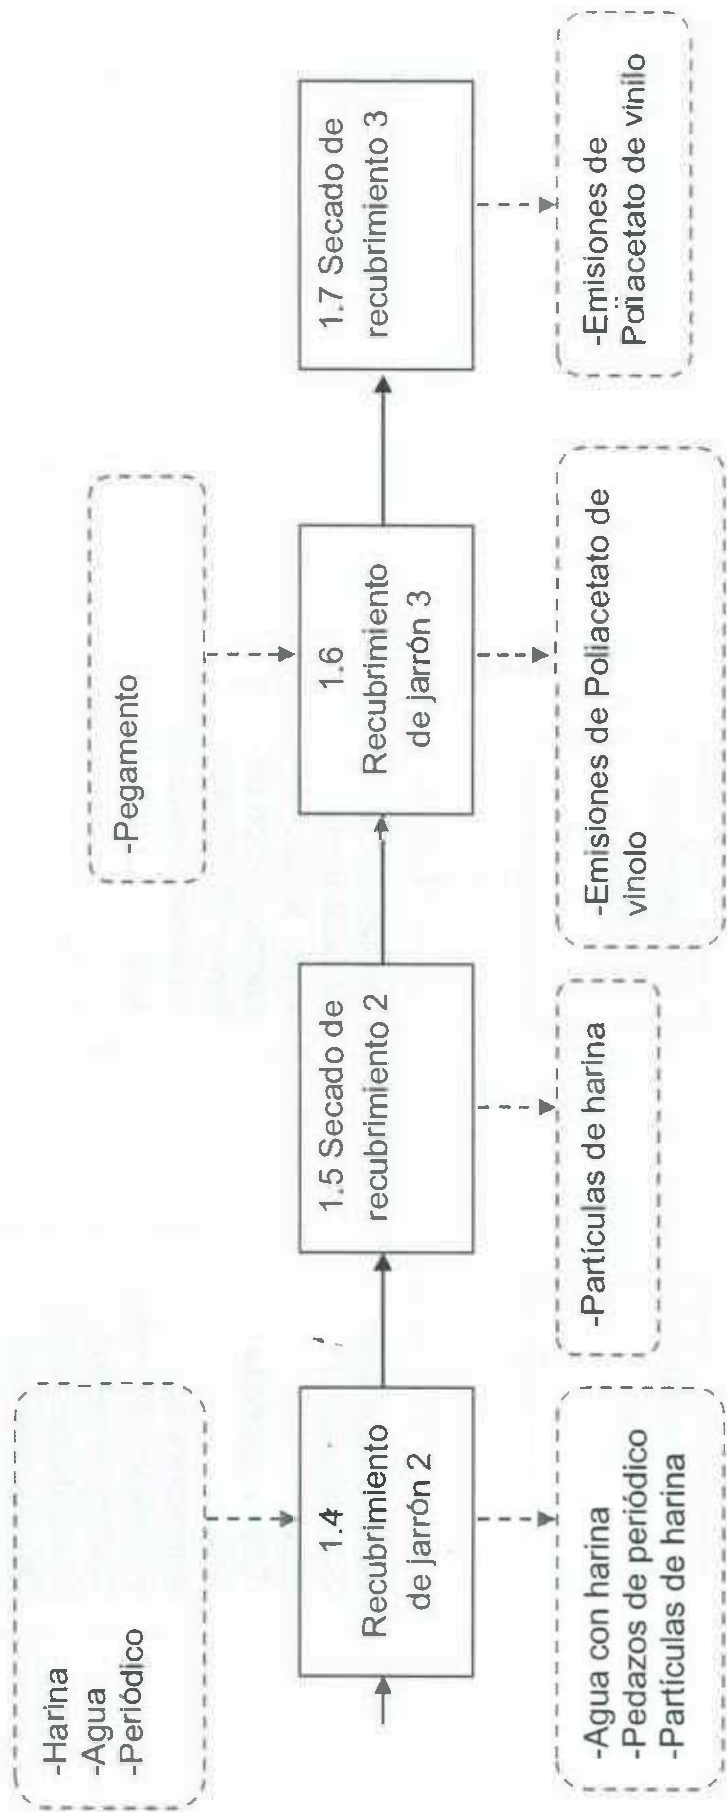 -Harina
-Agua
-Periódico
1.4
Recubrimiento
de jarrón 2
-Agua con harina
-Pedazos de periódico
-Partículas de harina
1.5 Secado de
recubrimiento 2
-Partículas de harina
-Pegamento
1.6
Recubrimiento
de jarrón 3
-Emisiones de Poliacetato de
vinolo
1.7 Secado de
recubrimiento 3
-Emisiones de
Poliacetato de vinilo